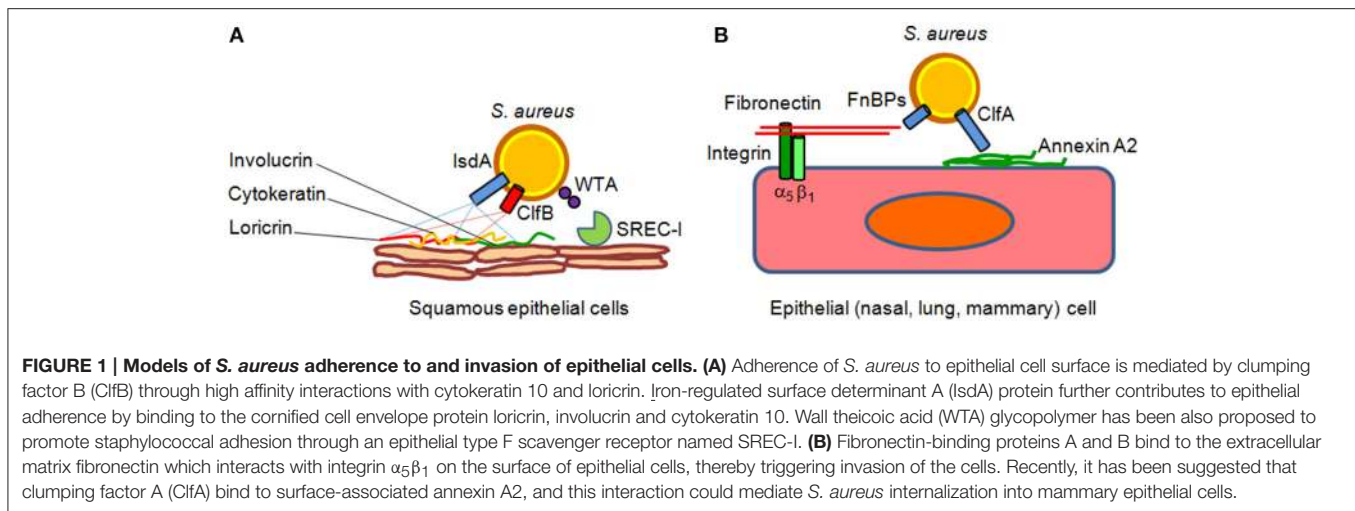 A
S. aureus
Involucrin
IsdA
Cytokeratin
WTA
ClfB
Loricrin
SREC-I
Squamous epithelial cells
B
S. aureus
Fibronectin
FnBPs
ClfA
Integrin
Annexin A2
α5 β1
Epithelial (nasal, lung, mammary) cell
FIGURE 1 | Models of S. aureus adherence to and invasion of epithelial cells. (A) Adherence of S. aureus to epithelial cell surface is mediated by clumping
factor B (ClfB) through high affinity interactions with cytokeratin 10 and loricrin. Iron-regulated surface determinant A (IsdA) protein further contributes to epithelial
adherence by binding to the cornified cell envelope protein loricrin, involucrin and cytokeratin 10. Wall theicoic acid (WTA) glycopolymer has been also proposed to
promote staphylococcal adhesion through an epithelial type F scavenger receptor named SREC-I. (B) Fibronectin-binding proteins A and B bind to the extracellular
matrix fibronectin which interacts with integrin α5β1 on the surface of epithelial cells, thereby triggering invasion of the cells. Recently, it has been suggested that
clumping factor A (ClfA) bind to surface-associated annexin A2, and this interaction could mediate S. aureus internalization into mammary epithelial cells.